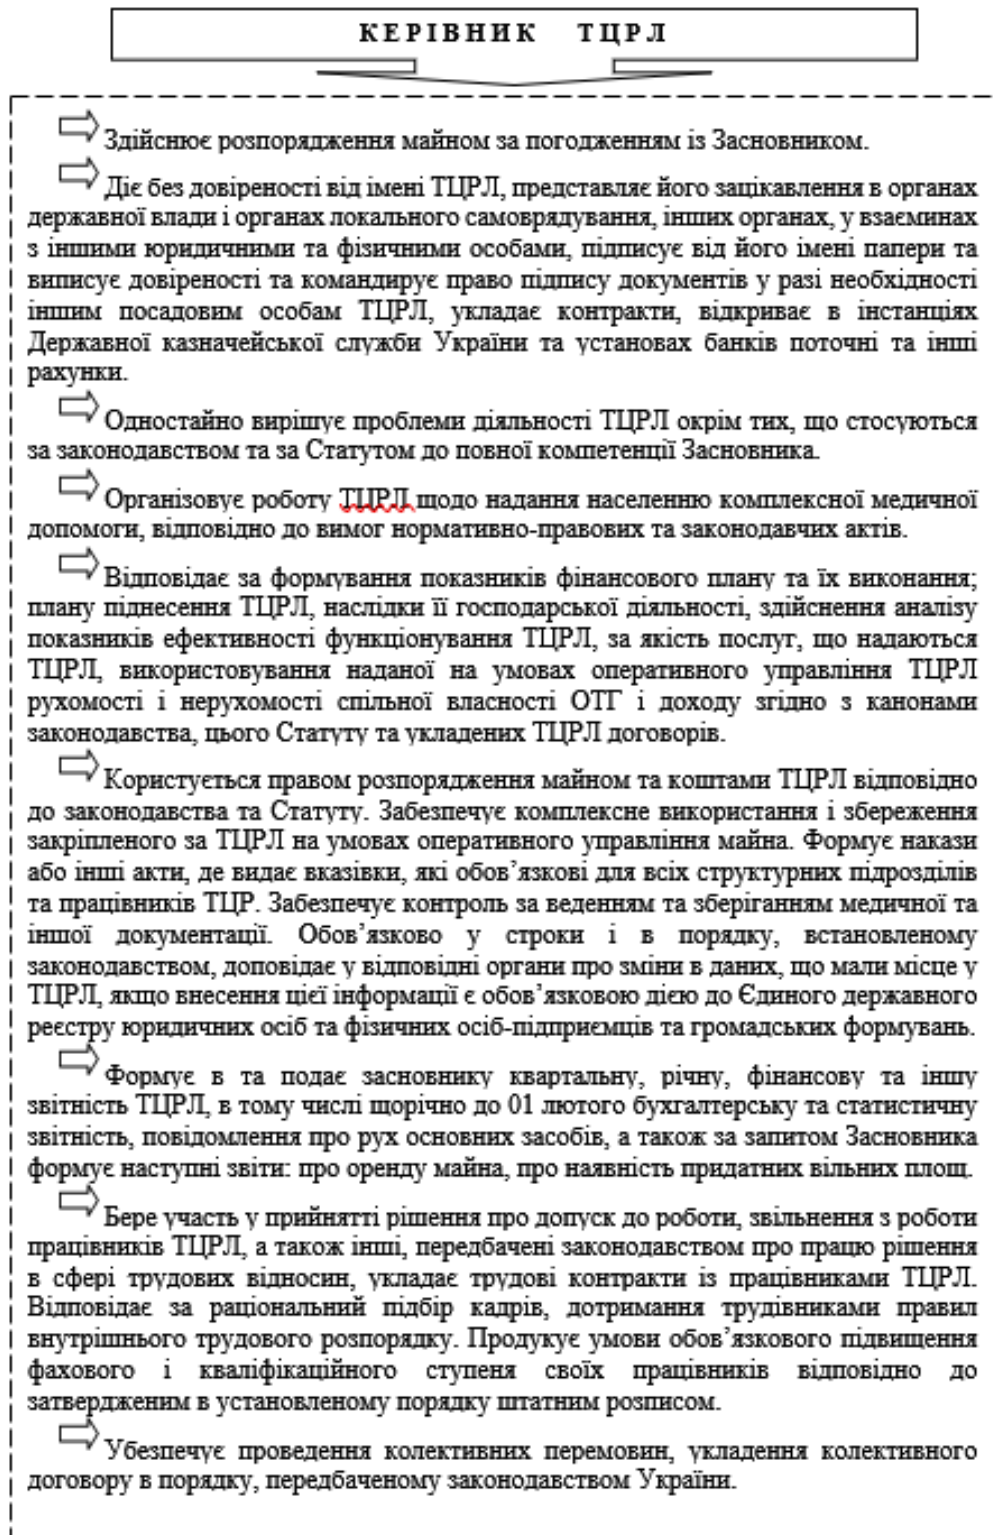 КЕРІВНИК ТЦРЛ
Здійснює розпорядження майном за погодженням із Засновником.
Діє без довіреності від імені ТЦРЛ, представляє його зацікавлення в органах
державної влади і органах локального самоврядування, інших органах, у взаєминах
з іншими юридичними та фізичними особами, підписує від його імені папери та
виписує довіреності та командирує право підпису документів у разі необхідності
іншим посадовим особам ТЦРЛ, укладає контракти, відкриває в інстанціях
Державної казначейської служби України та установах банків поточні та інші
рахунки.
Одностайно вирішує проблеми діяльності ТЦРЛ окрім тих, що стосуються
за законодавством та за Статутом до повної компетенції Засновника.
Організовує роботу ТЦРЛ щодо надання населенню комплексної медичної
допомоги, відповідно до вимог нормативно-правових та законодавчих актів.
Відповідає за формування показників фінансового плану та їх виконання;
плану піднесення ТЦРЛ, наслідки її господарської діяльності, здійснення аналізу
показників ефективності функціонування ТЦРЛ, за якість послуг, що надаються
ТЦРЛ, використовування наданої на умовах оперативного управління ТЦРЛ
рухомості і нерухомості спільної власності ОТГ і доходу згідно з канонами
законодавства, цього Статуту та укладених ТЦРЛ договорів.
Користується правом розпорядження майном та коштами ТЦРЛ відповідно
до законодавства та Статуту. Забезпечує комплексне використання і збереження
закріпленого за ТЦРЛ на умовах оперативного управління майна. Формує накази
або інші акти, де видає вказівки, які обов’язкові для всіх структурних підрозділів
та працівників ТЦР. Забезпечує контроль за веденням та зберіганням медичної та
іншої документації. Обов’язково у строки і в порядку, встановленому
законодавством, доповідає у відповідні органи про зміни в даних, що мали місце у
ТЦРЛ, якщо внесення цієї інформації є обов’язковою дією до Єдиного державного
реєстру юридичних осіб та фізичних осіб-підприємців та громадських формувань.
Формує в та подає засновнику квартальну, річну, фінансову та іншу
звітність ТЦРЛ, в тому числі щорічно до 01 лютого бухгалтерську та статистичну
звітність, повідомлення про рух основних засобів, а також за запитом Засновника
формує наступні звіти: про оренду майна, про наявність придатних вільних площ.
Бере участь у прийнятті рішення про допуск до роботи, звільнення з роботи
працівників ТЦРЛ, а також інші, передбачені законодавством про працю рішення
в сфері трудових відносин, укладає трудові контракти із працівниками ТЦРЛ.
Відповідає за раціональний підбір кадрів, дотримання трудівниками правил
внутрішнього трудового розпорядку. Продукує умови обов’язкового підвищення
фахового і кваліфікаційного ступеня своїх працівників відповідно до
затвердженим в установленому порядку штатним розписом.
Убезпечує проведення колективних перемовин, укладення колективного
договору в порядку, передбаченому законодавством України.